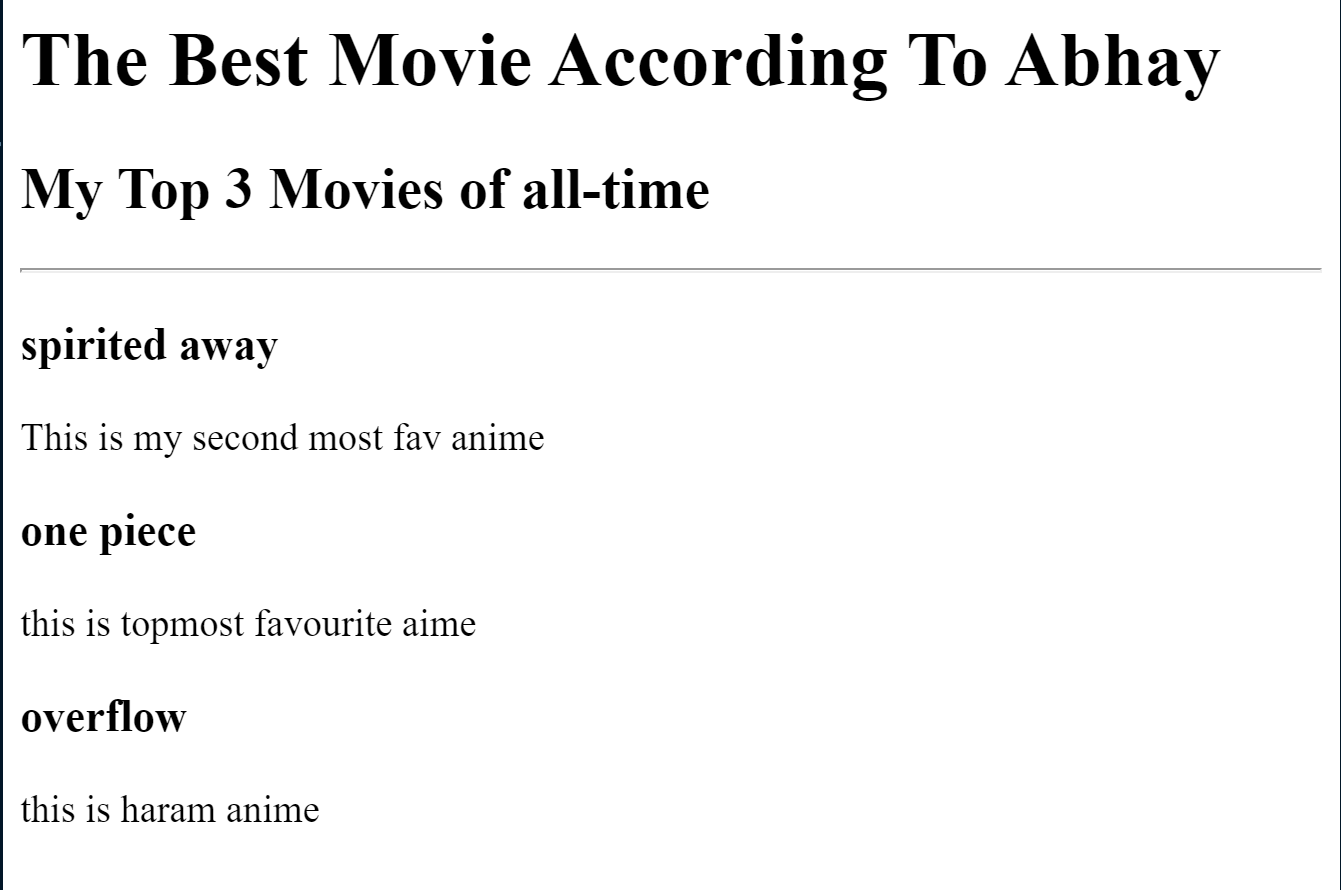 The Best Movie According To Abhay
My Top 3 Movies of all-time
spirited away
This is my second most fav anime
one piece
this is topmost favourite aime
overflow
this is haram anime